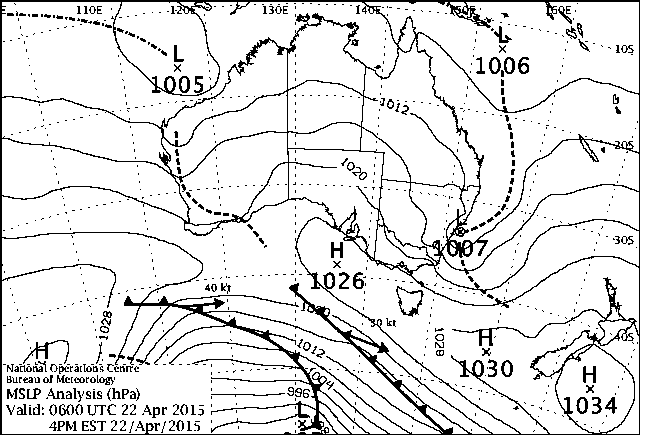 110E 120E 130E 140E 150E 160E
L
1005
L
1006
10S
1012
20S
1020
L
1007
30S
H
1026
40 kt
1028
1020
30 kt
1012
1028
H
1030
40S
H
1034
H
1004
996
L
National Operations Centre
Bureau of Meteorology
MSLP Analysis (hPa)
Valid: 0600 UTC 22 Apr 2015
4PM EST 22/Apr/2015